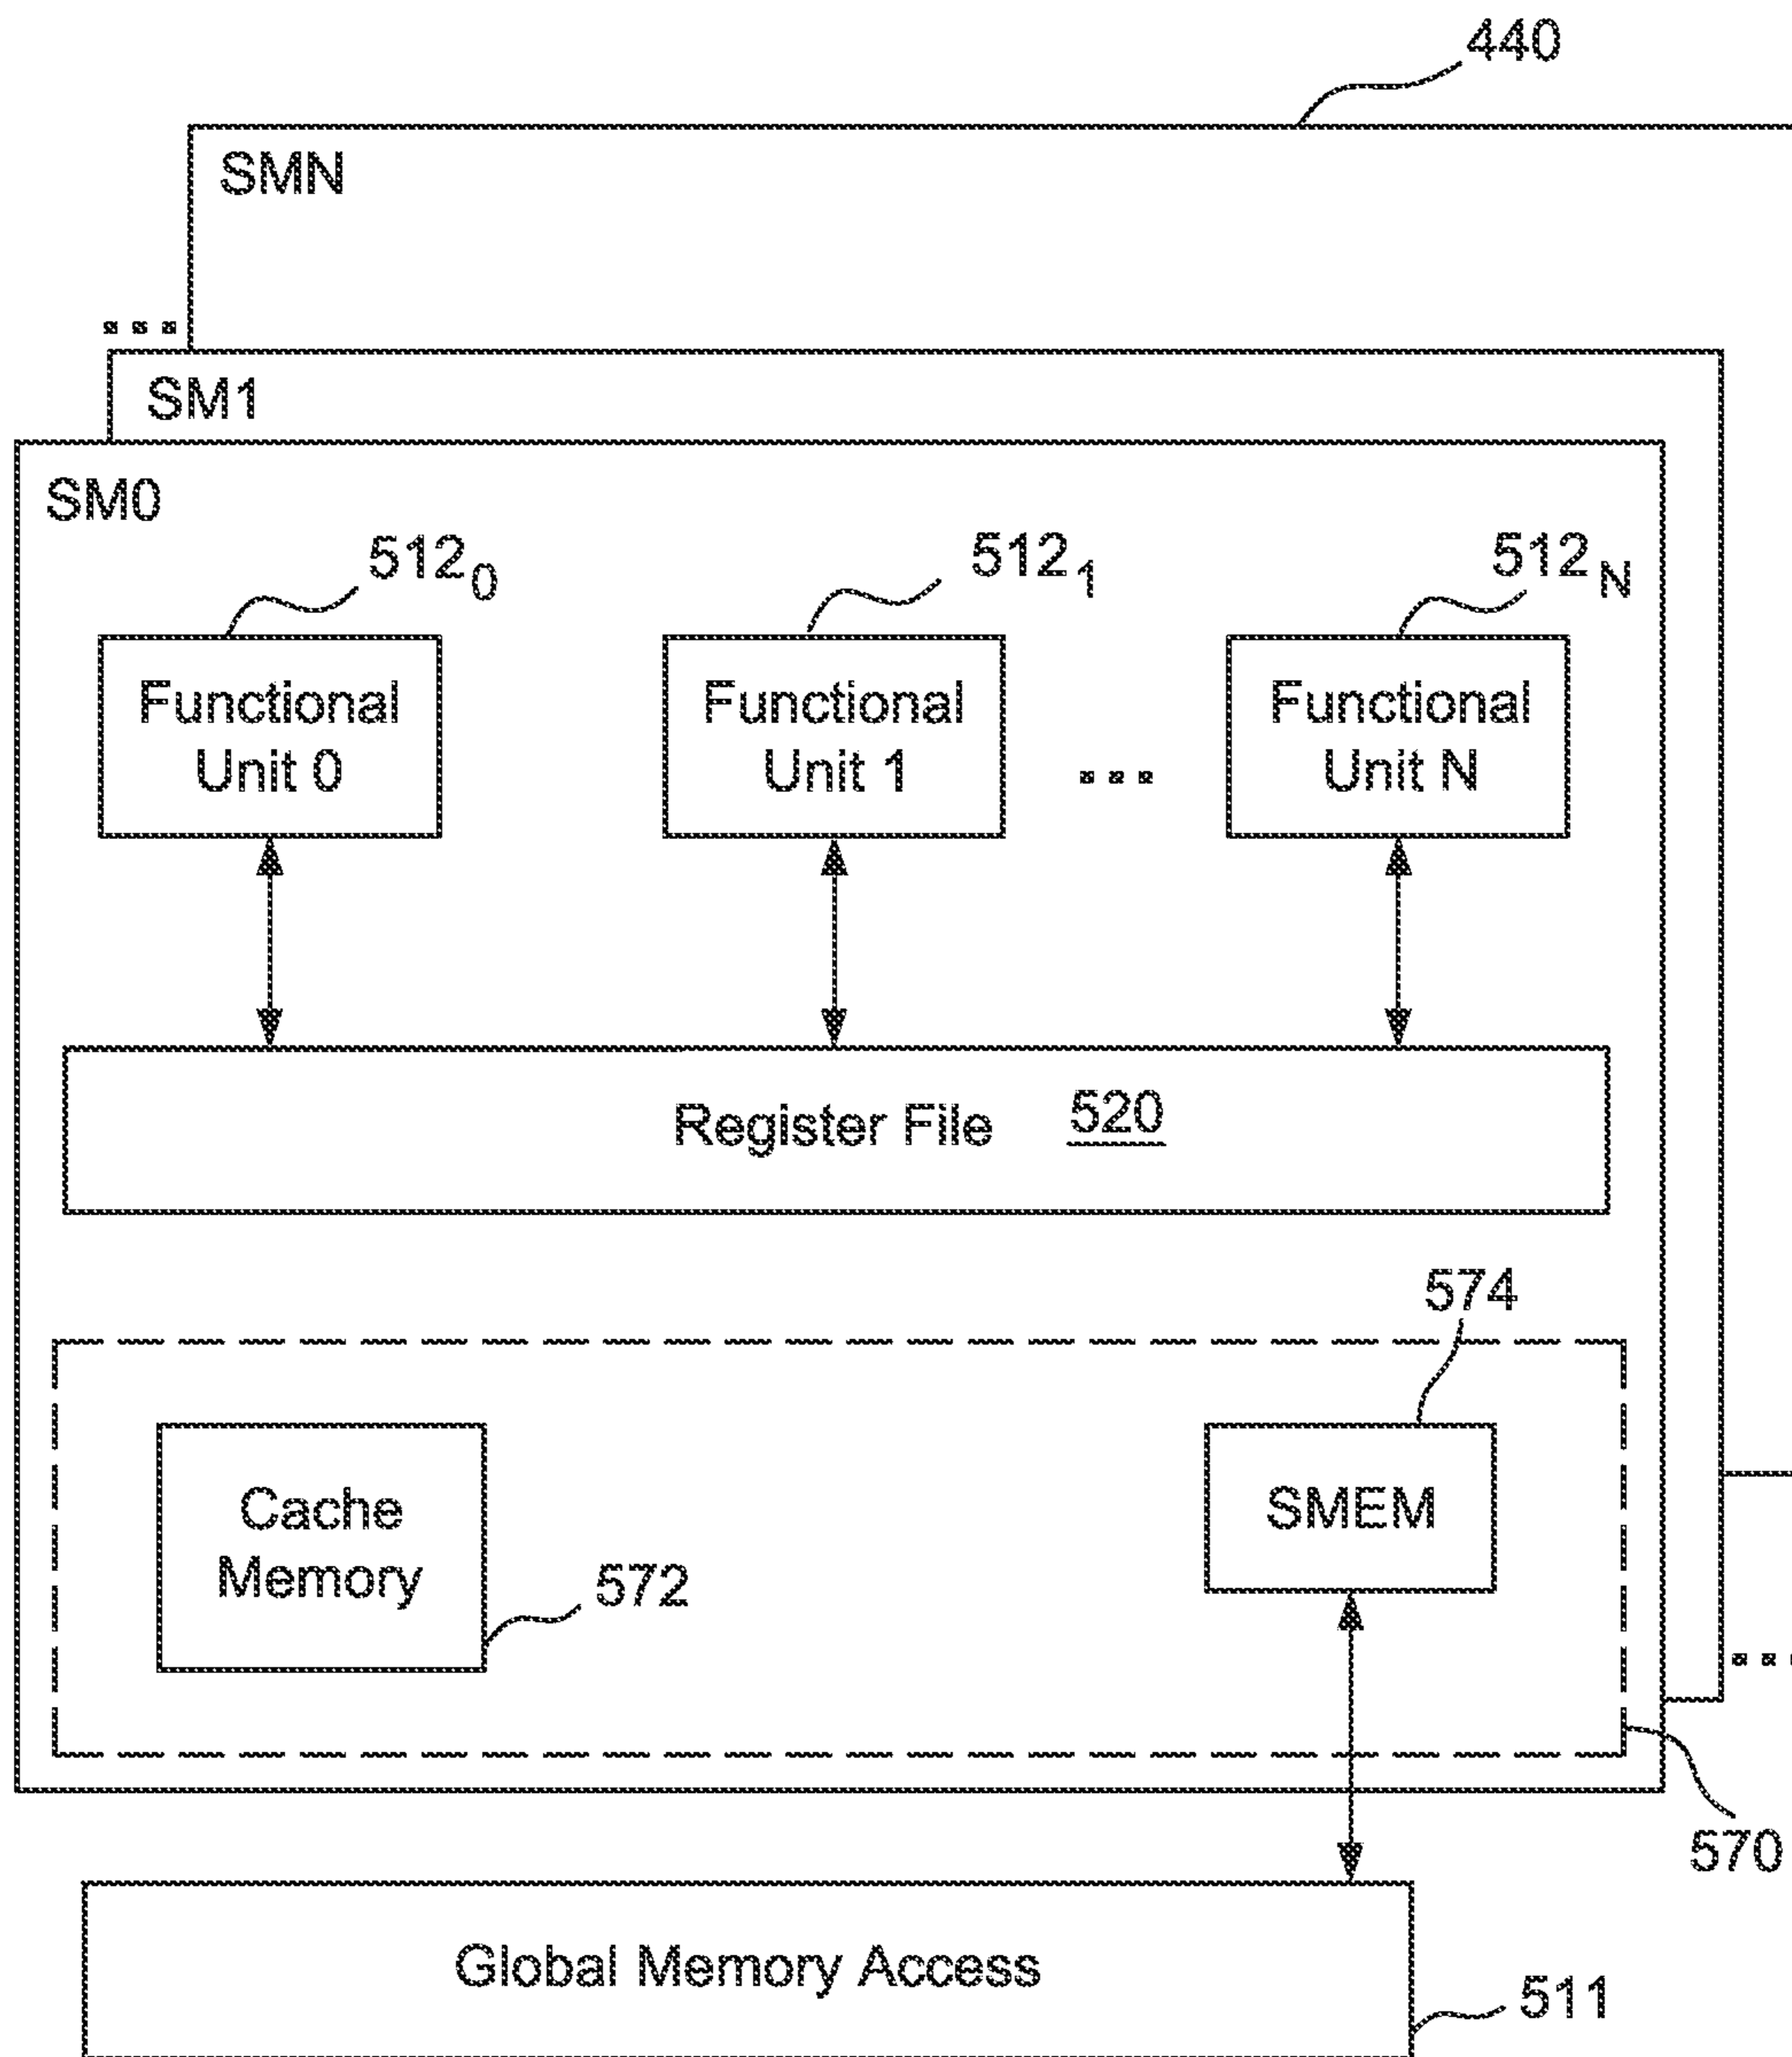 440
SMN
...
SM1
SM0
512₀
512₁
512 N
Functional
Unit 0
Functional
Unit 1
...
Functional
Unit N
Register File 520
574
Cache
Memory
572
SMEM
...
570
Global Memory Access
511